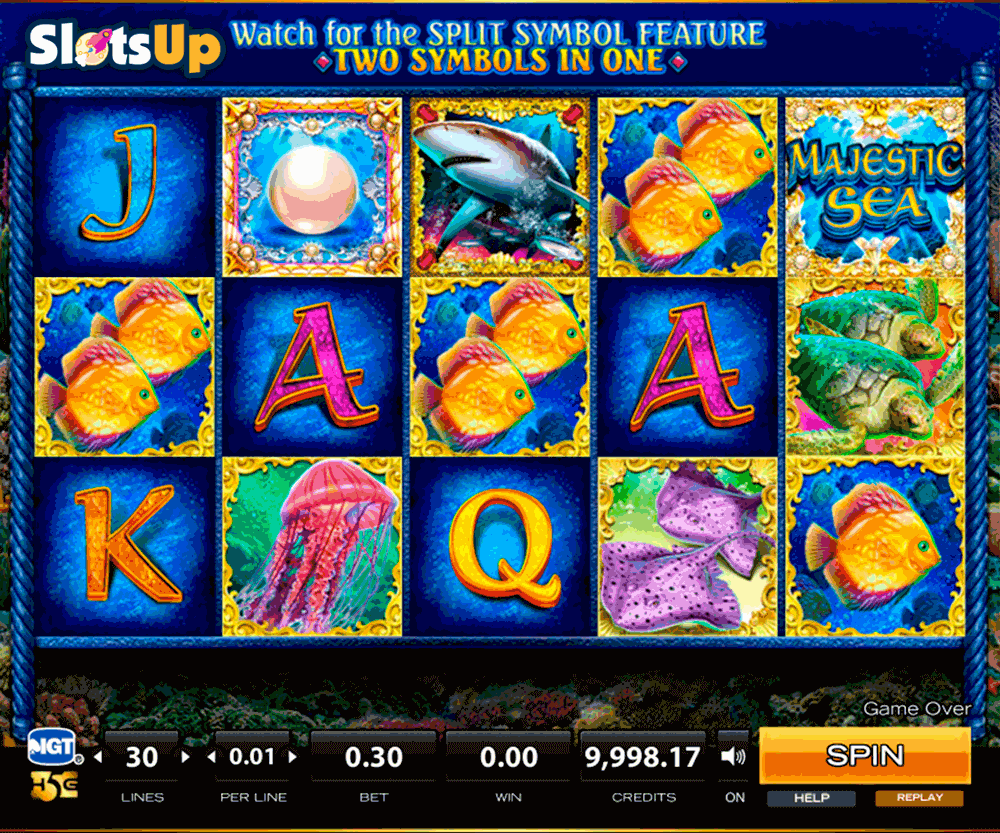 SlotsUp
Watch for the SPLIT SYMBOL FEATURE
TWO SYMBOLS IN ONE
J
MAJESTIC
SEA
A
A
K
Q
Game Over
IGT
H5G
30
0.01
0.30
0.00
9,998.17
SPIN
LINES
PER LINE
BET
WIN
CREDITS
ON
HELP
REPLAY